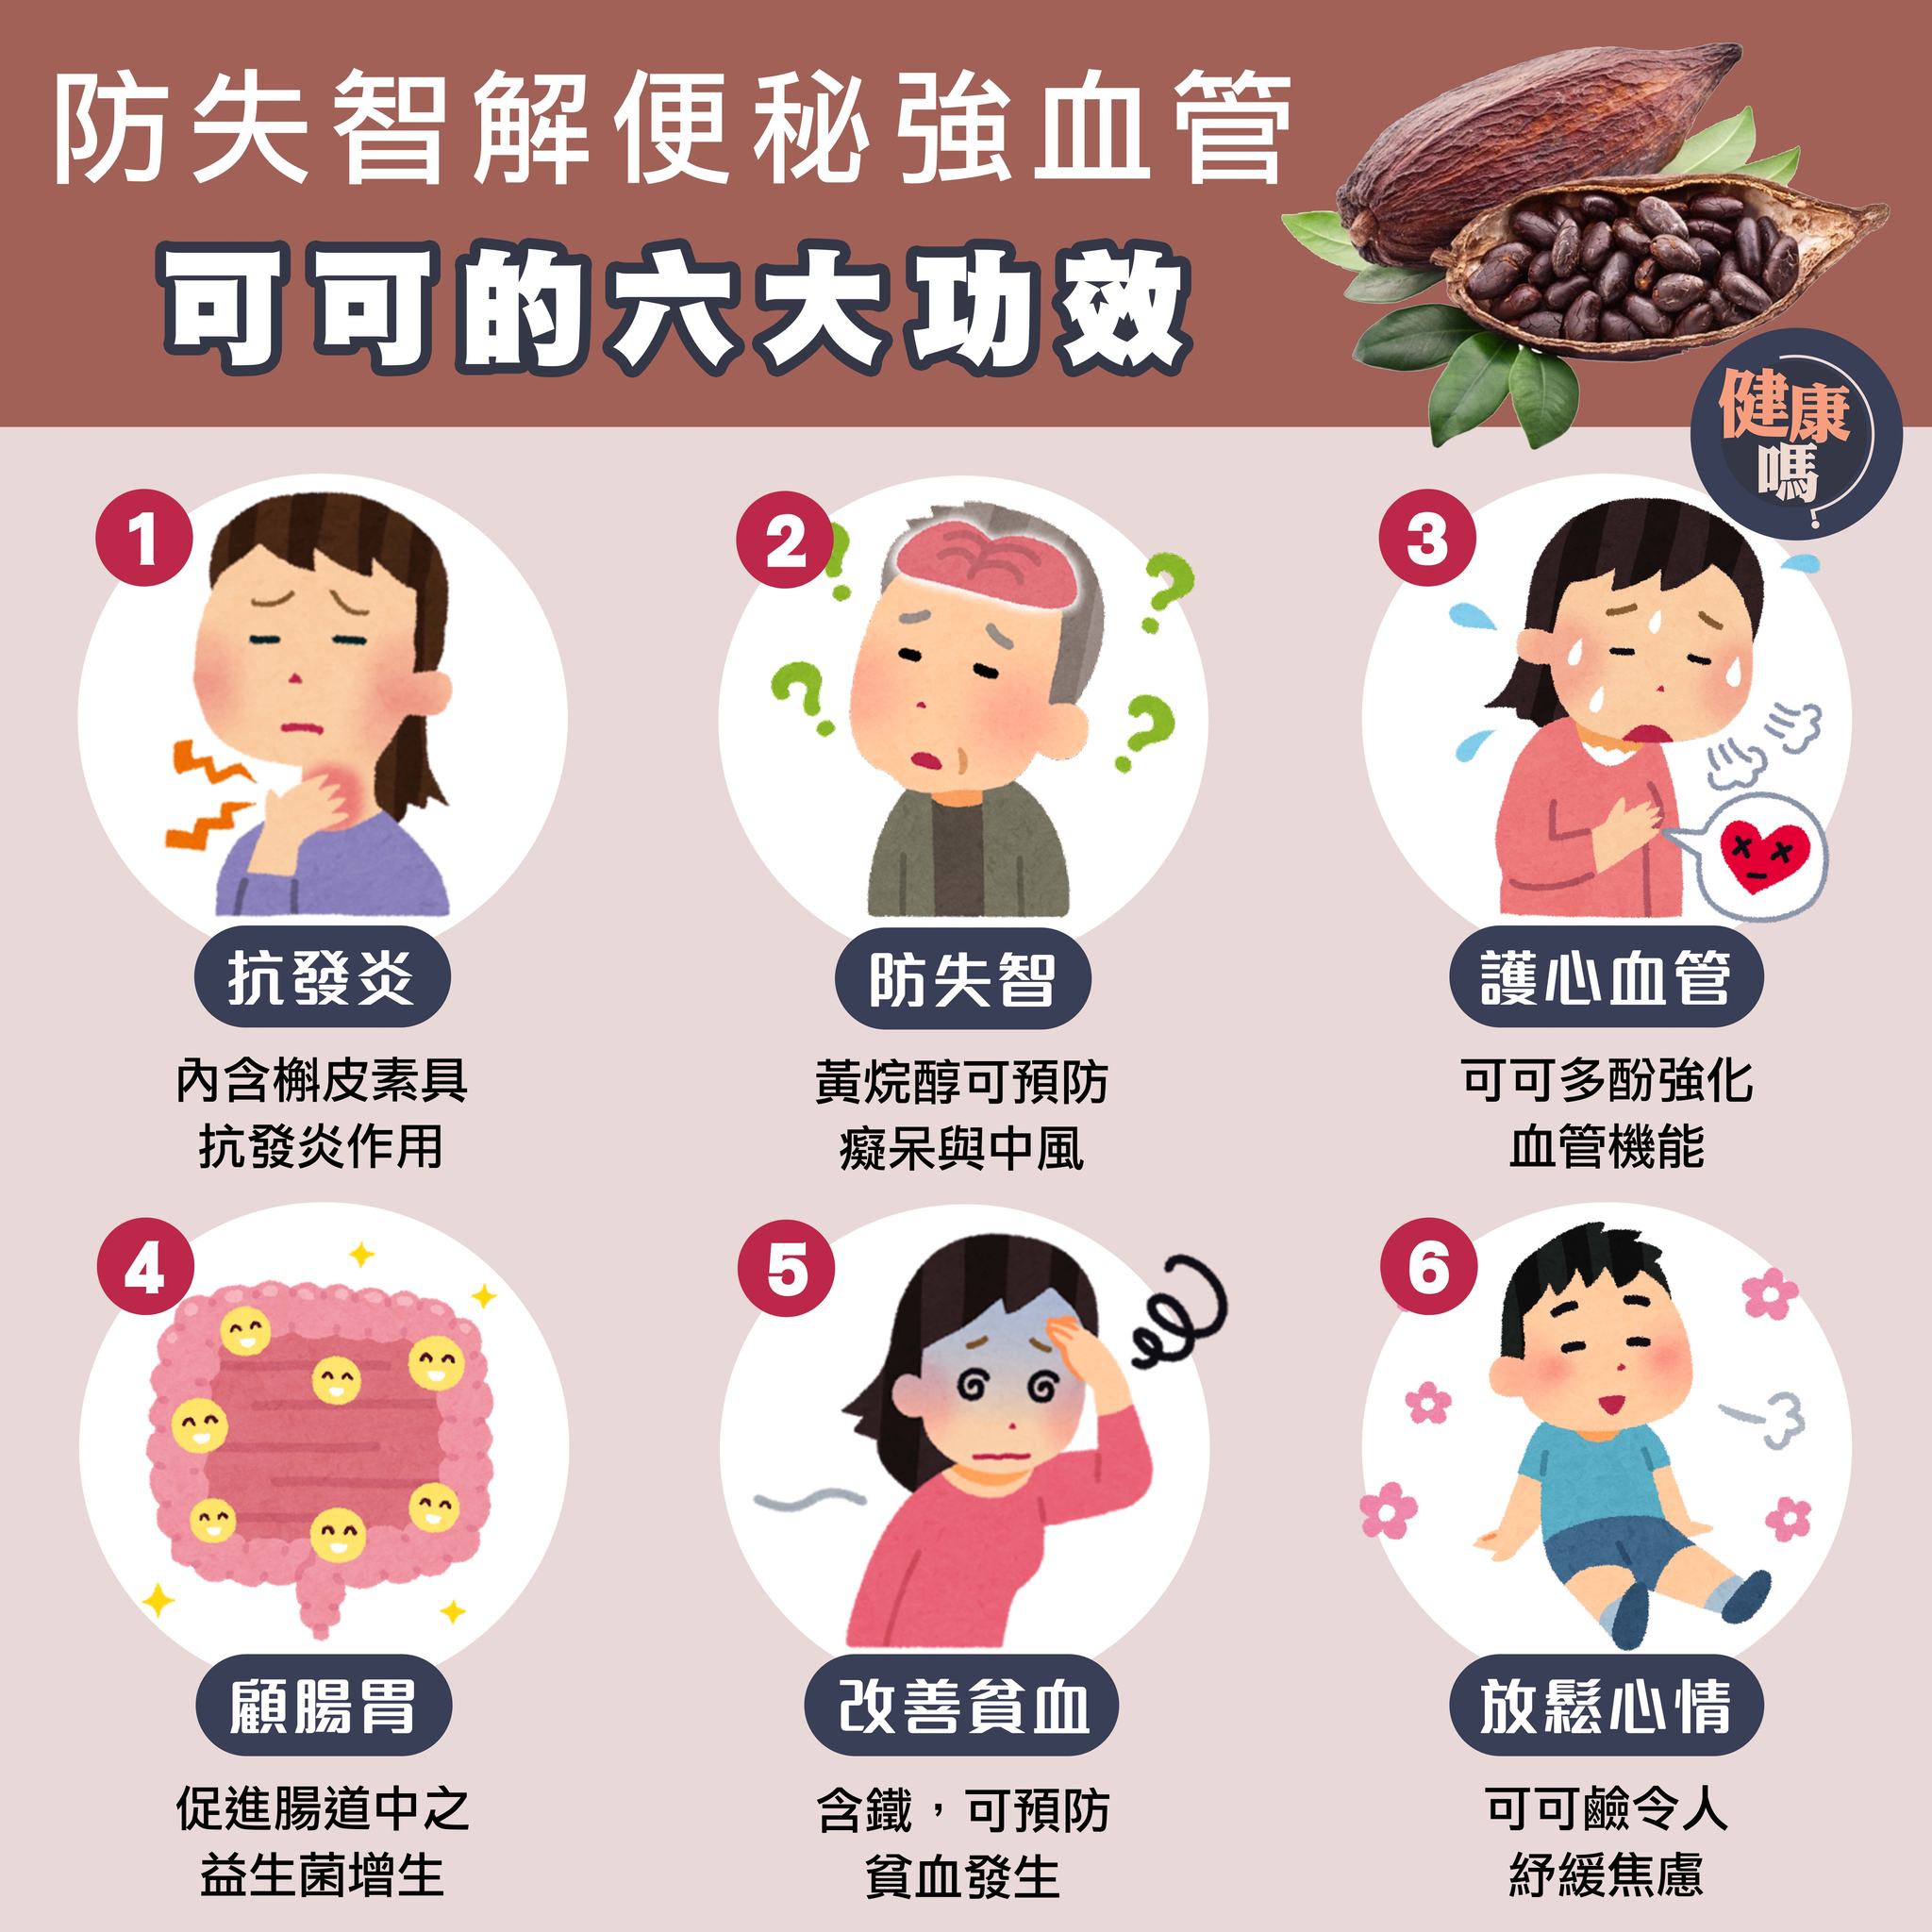 防失智解便秘強血管
可可的六大功效
健康
嗎?
1
抗發炎
內含槲皮素具
抗發炎作用
2
防失智
黃烷醇可預防
癡呆與中風
3
護心血管
可可多酚強化
血管機能
4
顧腸胃
促進腸道中之
益生菌增生
5
改善貧血
含鐵，可預防
貧血發生
6
放鬆心情
可可鹼令人
紓緩焦慮